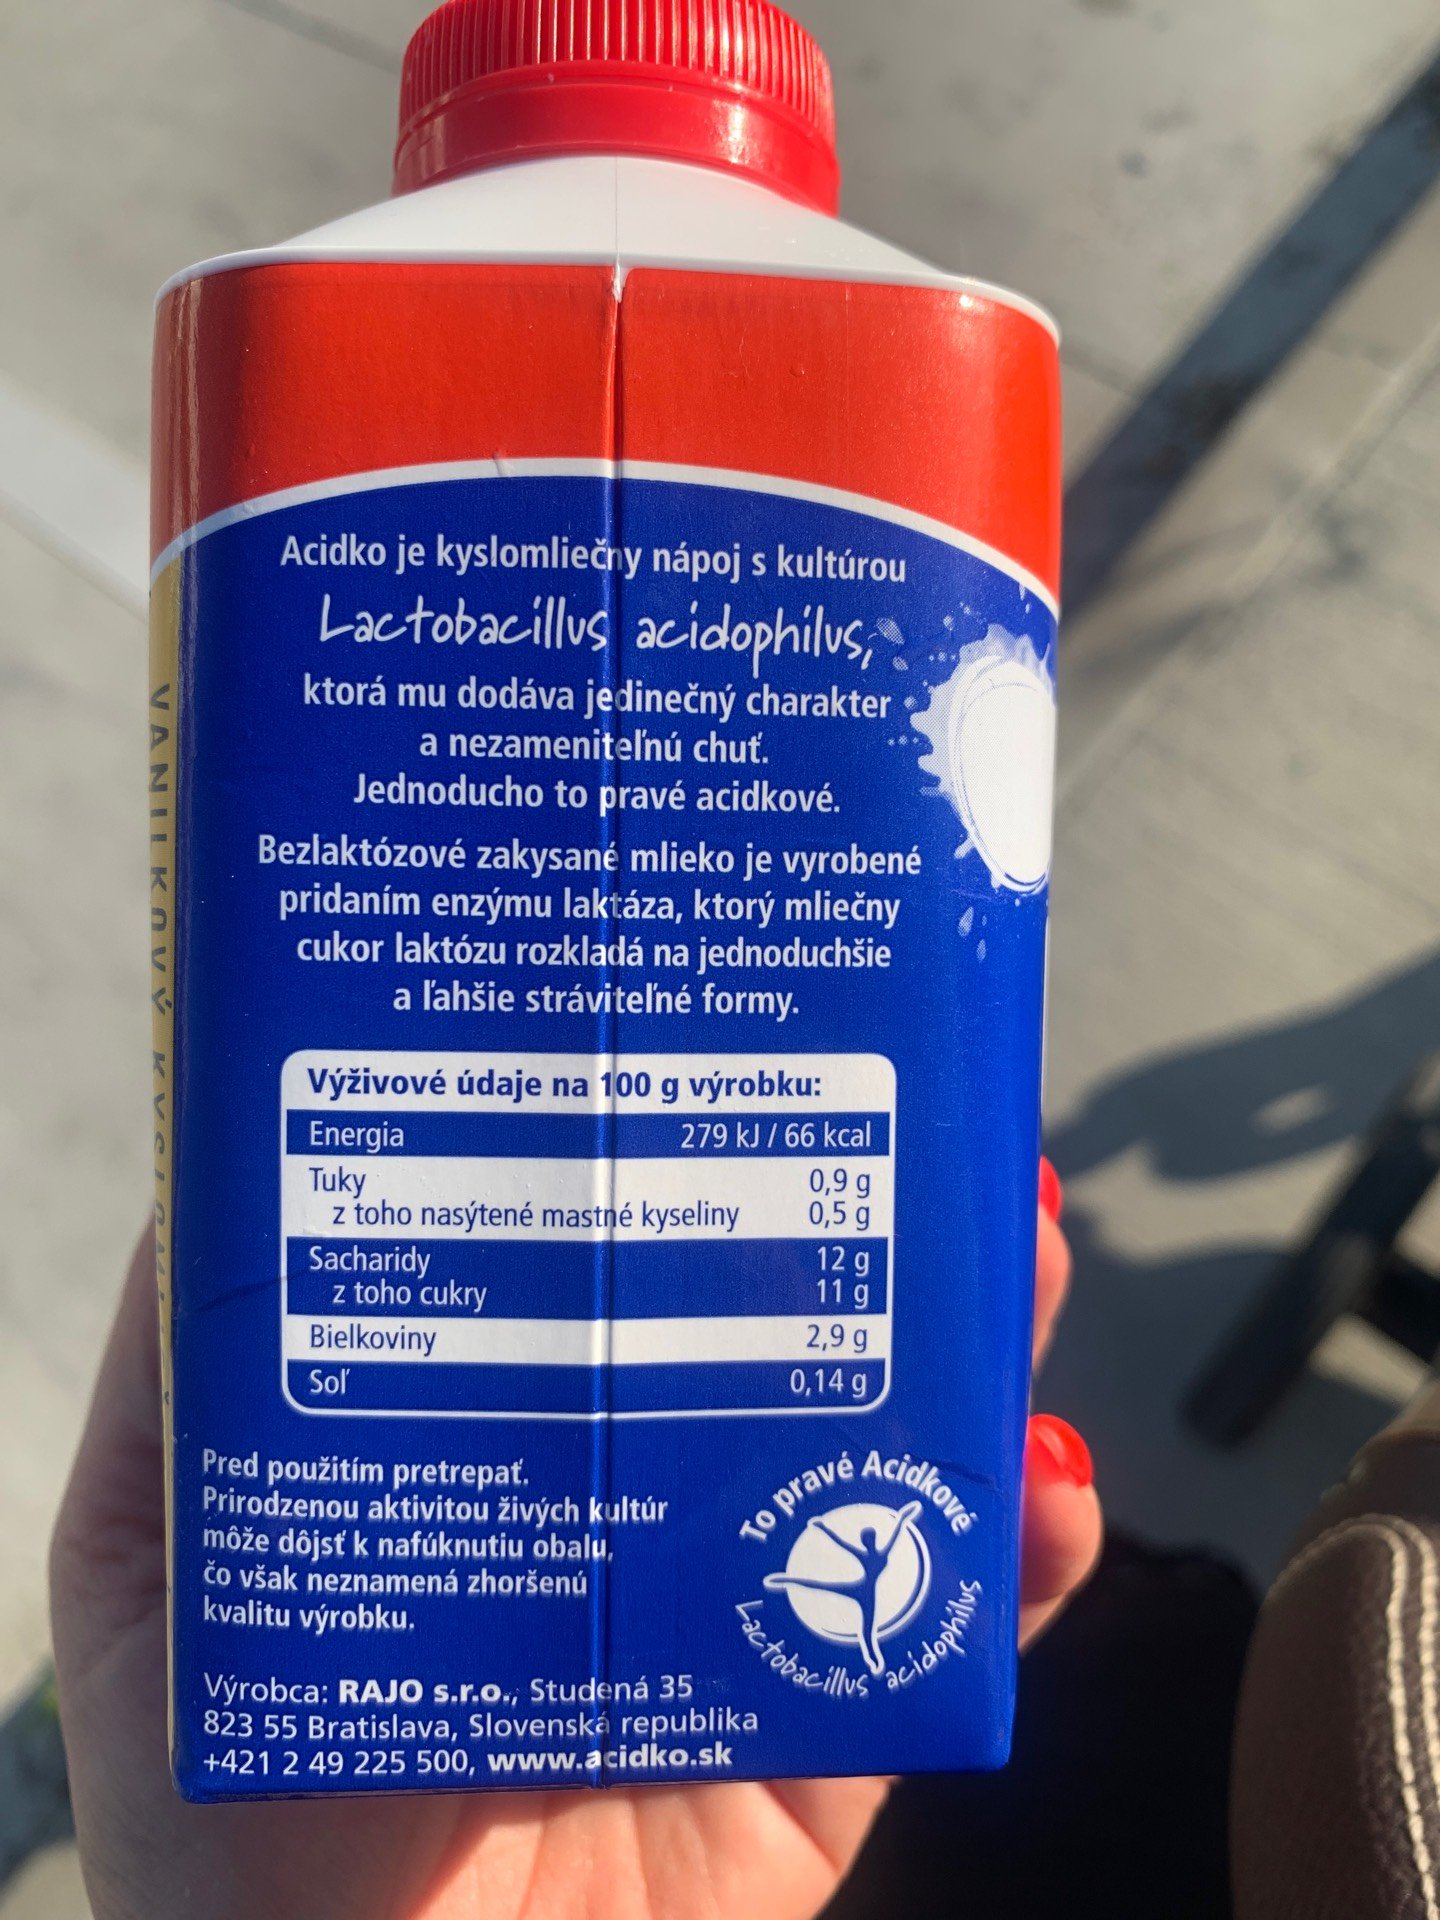 Acidko je kyslomliečny nápoj s kultúrou
Lactobacillus acidophilus,
ktorá mu dodáva jedinečný charakter
a nezameniteľnú chuť.
Jednoducho to pravé acidkové.
Bezlaktózové zakysané mlieko je vyrobené
pridaním enzýmu laktáza, ktorý mliečny
cukor laktózu rozkladá na jednoduchšie
a ľahšie stráviteľné formy.
Výživové údaje na 100 g výrobku:
Energia 279 kJ / 66 kcal
Tuky 0,9 g
z toho nasýtené mastné kyseliny 0,5 g
Sacharidy 12 g
z toho cukry 11 g
Bielkoviny 2,9 g
Soľ 0,14 g
Pred použitím pretrepať.
Prirodzenou aktivitou živých kultúr
môže dôjsť k nafúknutiu obalu,
čo však neznamená zhoršenú
kvalitu výrobku.
To pravé Acidkové
Lactobacillus acidophilus
Výrobca: RAJO s.r.o., Studená 35
823 55 Bratislava, Slovenská republika
+421 2 49 225 500, www.acidko.sk
VANILKOVÝ